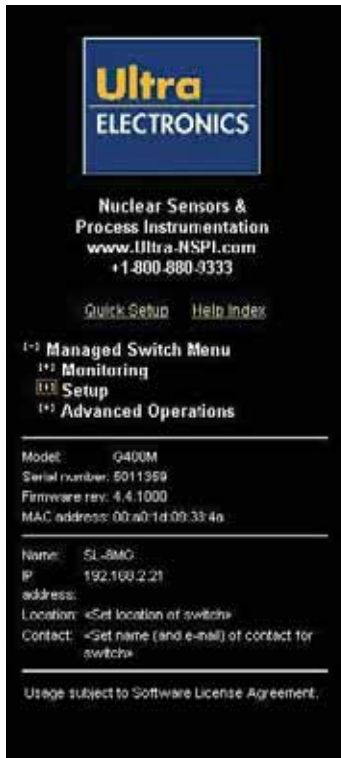 Ultra
ELECTRONICS
Nuclear Sensors &
Process Instrumentation
www.Ultra-NSPI.com
+1-800-880-9333
Quick Setup Help Index
[-] Managed Switch Menu
[+] Monitoring
[+] Setup
[+] Advanced Operations
Model: G400M
Serial number: 5011359
Firmware rev: 4.4.1000
MAC address: 00:a0:1d:09:33:4a
Name: SL-8MG
IP address: 192.168.2.21
Location: <Set location of switch>
Contact: <Set name (and e-mail) of contact for
switch>
Usage subject to Software License Agreement.